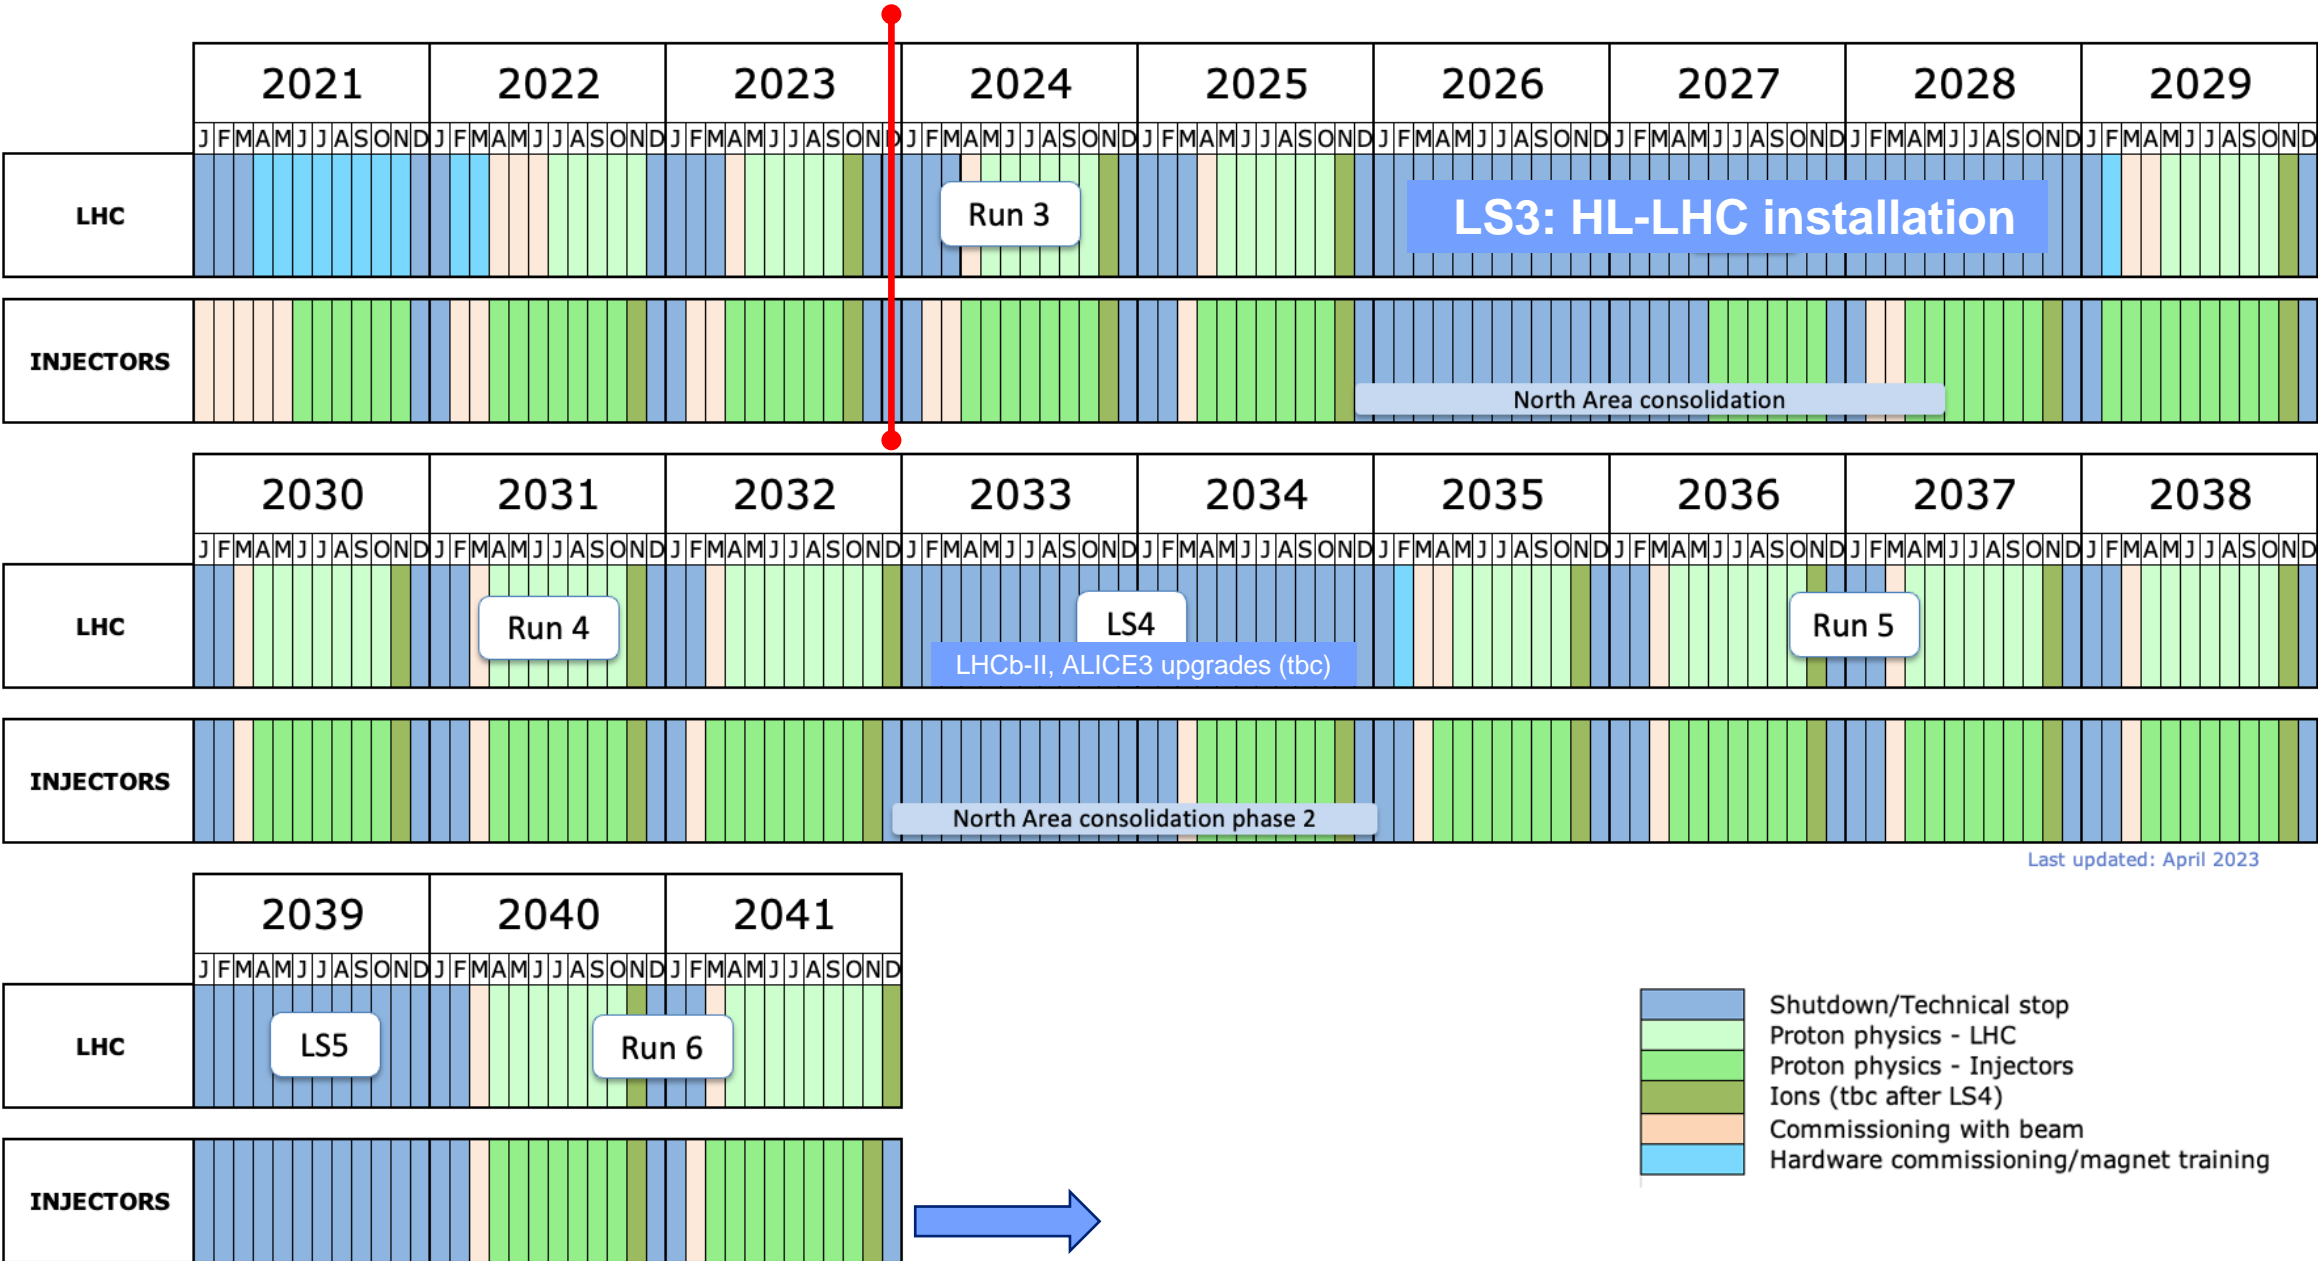 2021 2022 2023 2024 2025 2026 2027 2028 2029
J F M A M J J A S O N D J F M A M J J A S O N D J F M A M J J A S O N D J F M A M J J A S O N D J F M A M J J A S O N D J F M A M J J A S O N D J F M A M J J A S O N D J F M A M J J A S O N D J F M A M J J A S O N D
LHC Run 3 LS3: HL-LHC installation
INJECTORS
North Area consolidation
2030 2031 2032 2033 2034 2035 2036 2037 2038
J F M A M J J A S O N D J F M A M J J A S O N D J F M A M J J A S O N D J F M A M J J A S O N D J F M A M J J A S O N D J F M A M J J A S O N D J F M A M J J A S O N D J F M A M J J A S O N D J F M A M J J A S O N D
LHC Run 4 LS4 Run 5
LHCb-II, ALICE3 upgrades (tbc)
INJECTORS
North Area consolidation phase 2
Last updated: April 2023
2039 2040 2041
J F M A M J J A S O N D J F M A M J J A S O N D J F M A M J J A S O N D
LHC LS5 Run 6
INJECTORS
Shutdown/Technical stop
Proton physics - LHC
Proton physics - Injectors
Ions (tbc after LS4)
Commissioning with beam
Hardware commissioning/magnet training